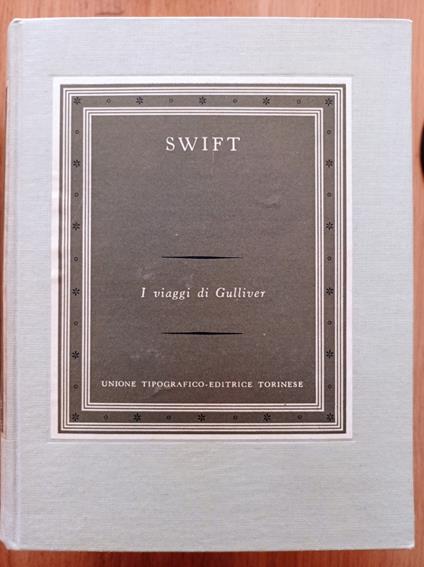 SWIFT
I viaggi di Gulliver
UNIONE TIPOGRAFICO-EDITRICE TORINESE